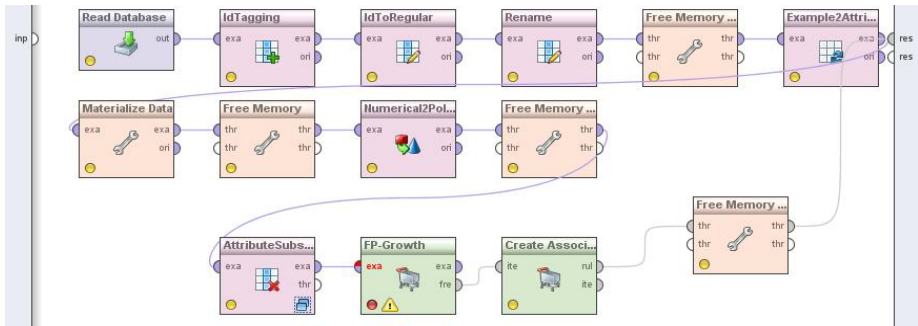 Read Database IdTagging IdToRegular Rename Free Memory ... Example2Attri...
inp out exa exa exa exa exa exa thr thr exa exa res
ori ori ori thr thr ori res
Materialize Data Free Memory Numerical2Pol... Free Memory ...
exa exa thr thr exa exa thr thr
ori thr thr ori thr thr
Free Memory ...
thr thr
thr thr
AttributeSubs... FP-Growth Create Associ...
exa exa exa exa ite rul
thr fre ite